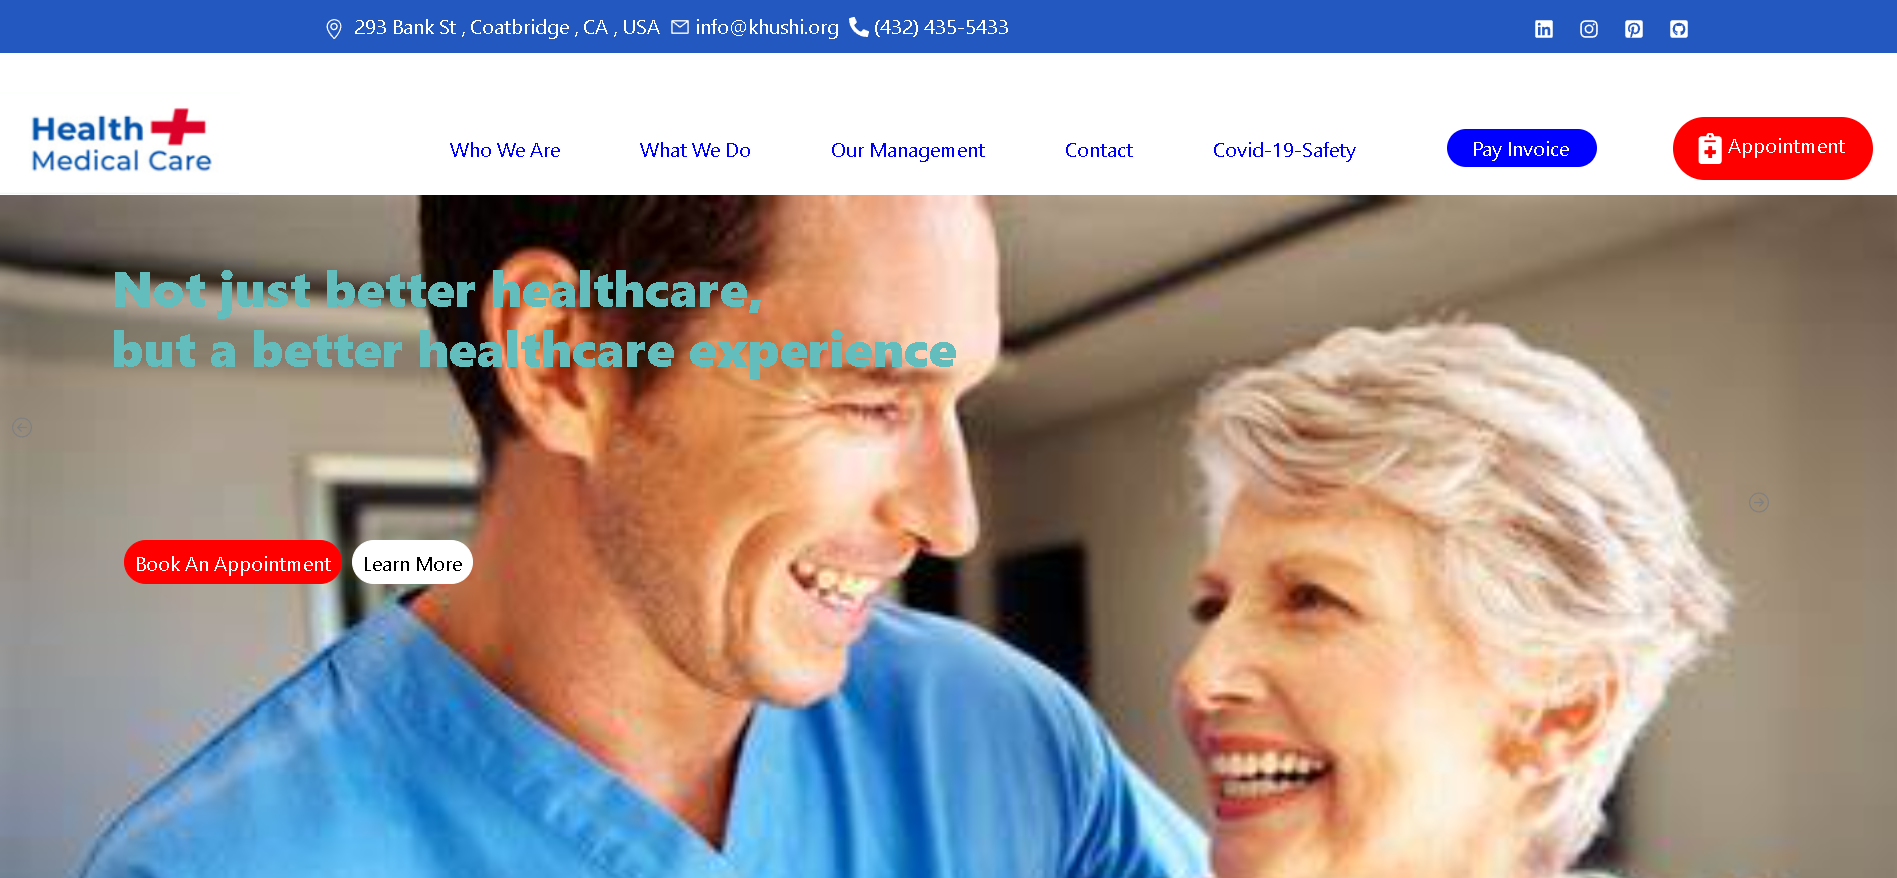 293 Bank St , Coatbridge , CA , USA info@khushi.org (432) 435-5433
Health
Medical Care
Who We Are What We Do Our Management Contact Covid-19-Safety Pay Invoice Appointment
Not just better healthcare,
but a better healthcare experience
Book An Appointment Learn More